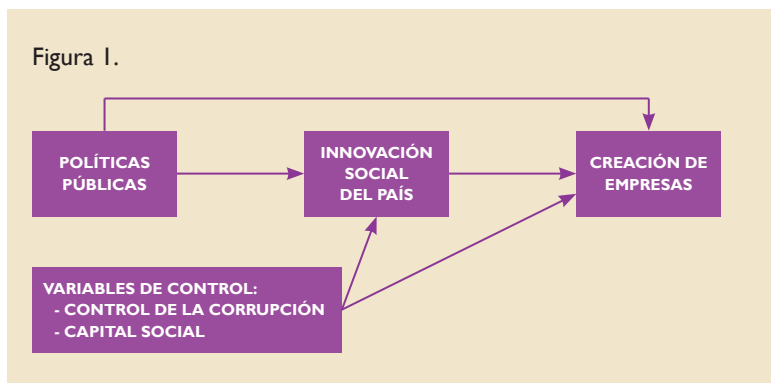 Figura 1.
POLÍTICAS
PÚBLICAS
INNOVACIÓN
SOCIAL
DEL PAÍS
CREACIÓN DE
EMPRESAS
VARIABLES DE CONTROL:
- CONTROL DE LA CORRUPCIÓN
- CAPITAL SOCIAL